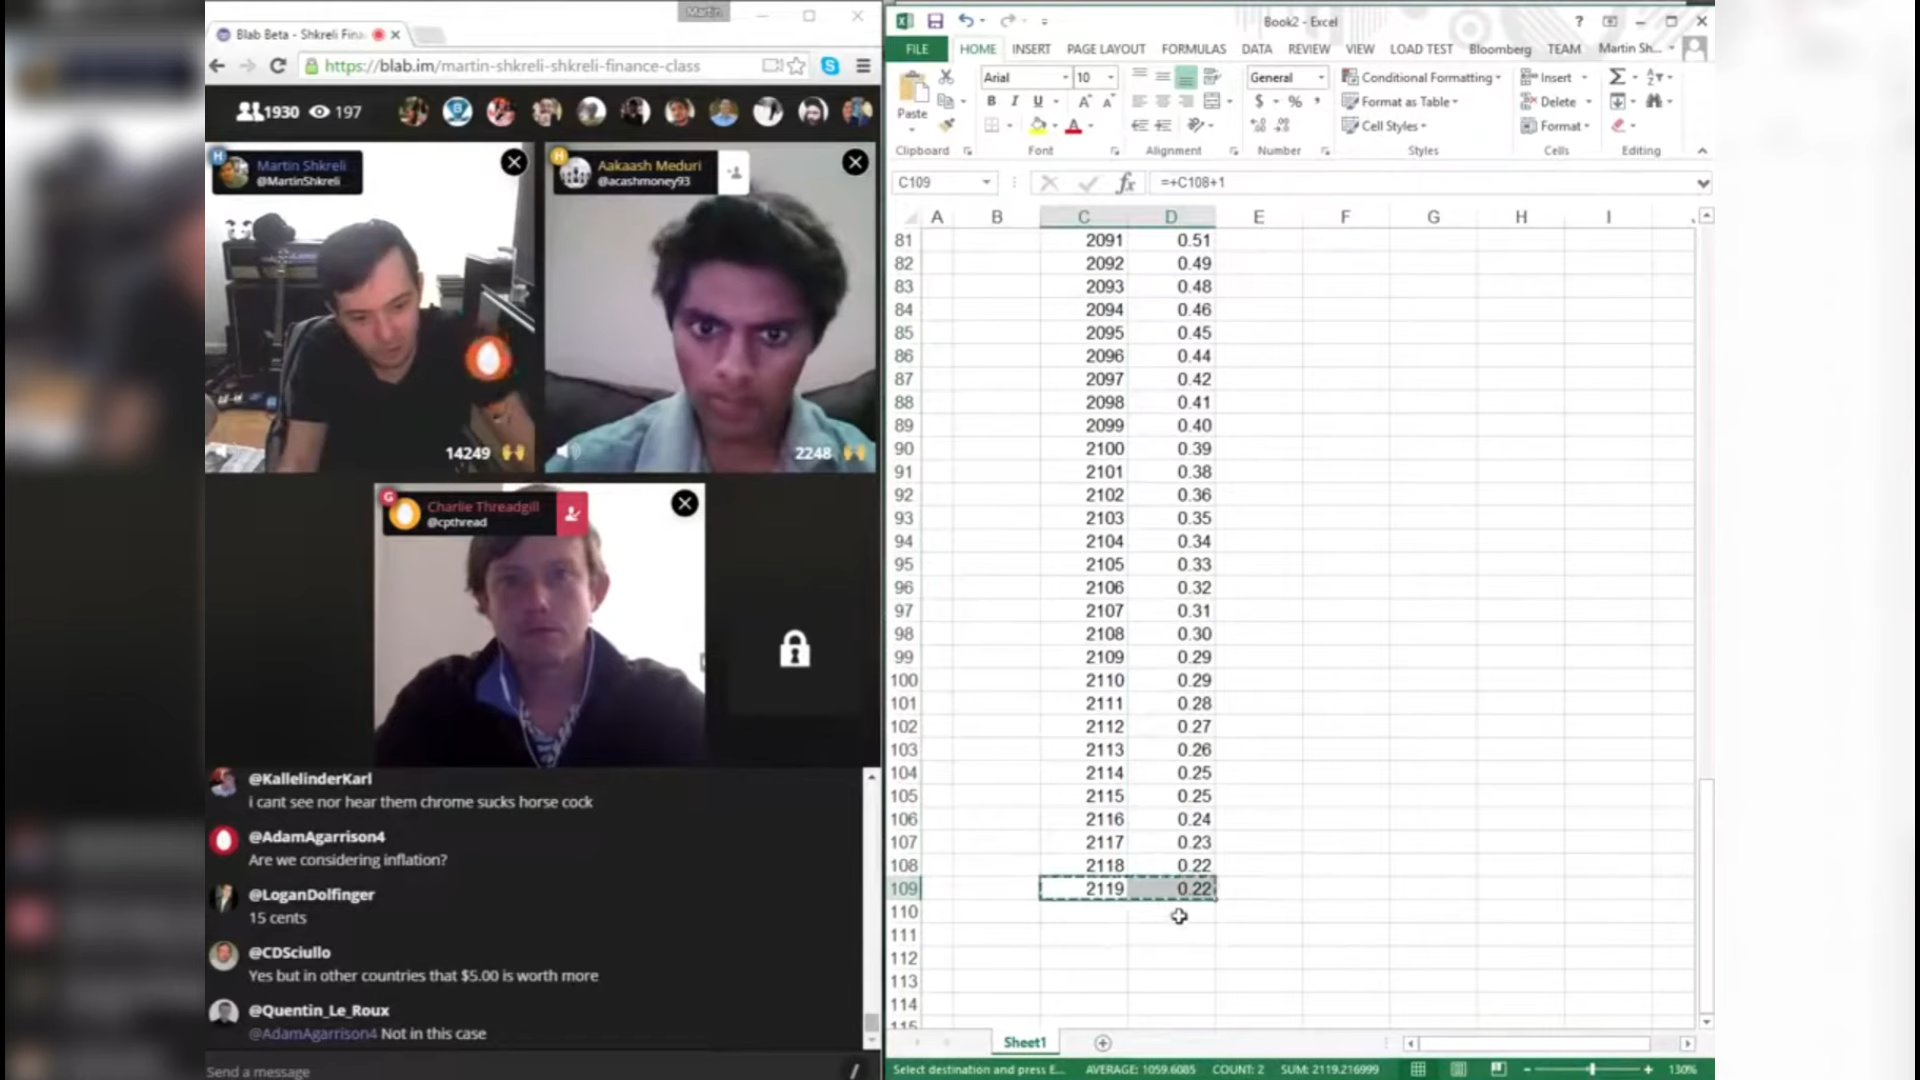 Martin
Blab Beta - Shkreli Fina
https://blab.im/martin-shkreli-shkreli-finance-class
1930 197
H
Martin Shkreli
@MartinShkreli
14249
H
Aakaash Meduri
@acashmoney93
2248
G
Charlie Threadgill
@cpthread
@KallelinderKarl
i cant see nor hear them chrome sucks horse cock
@AdamAgarrison4
Are we considering inflation?
@LoganDolfinger
15 cents
@CDSciullo
Yes but in other countries that $5.00 is worth more
@Quentin_Le_Roux
@AdamAgarrison4 Not in this case
Send a message /
Book2 - Excel
FILE HOME INSERT PAGE LAYOUT FORMULAS DATA REVIEW VIEW LOAD TEST Bloomberg TEAM Martin Sh...
Paste
Arial 10
B I U A A
A
General
$ % ,
Conditional Formatting
Format as Table
Cell Styles
Insert
Delete
Format
Clipboard Font Alignment Number Styles Cells Editing
C109 fx =+C108+1
A B C D E F G H I
81 2091 0.51
82 2092 0.49
83 2093 0.48
84 2094 0.46
85 2095 0.45
86 2096 0.44
87 2097 0.42
88 2098 0.41
89 2099 0.40
90 2100 0.39
91 2101 0.38
92 2102 0.36
93 2103 0.35
94 2104 0.34
95 2105 0.33
96 2106 0.32
97 2107 0.31
98 2108 0.30
99 2109 0.29
100 2110 0.29
101 2111 0.28
102 2112 0.27
103 2113 0.26
104 2114 0.25
105 2115 0.25
106 2116 0.24
107 2117 0.23
108 2118 0.22
109 2119 0.22
110
111
112
113
114
115
Sheet1
Select destination and press E... AVERAGE: 1059.6085 COUNT: 2 SUM: 2119.216999 130%